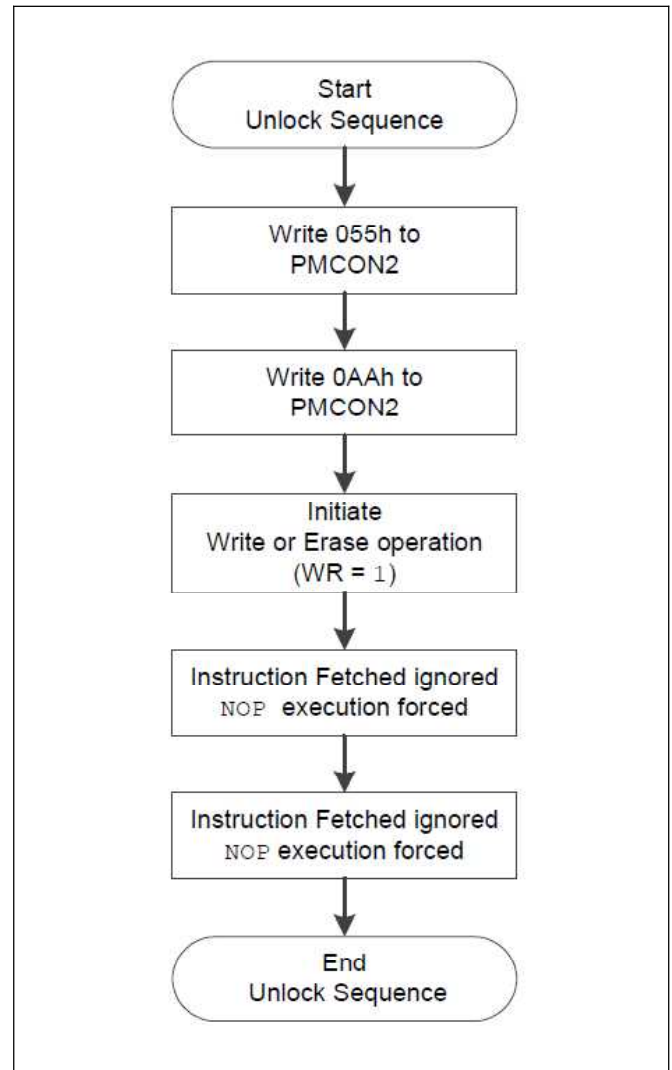 Start
Unlock Sequence
Write 055h to
PMCON2
Write 0AAh to
PMCON2
Initiate
Write or Erase operation
(WR = 1)
Instruction Fetched ignored
NOP execution forced
Instruction Fetched ignored
NOP execution forced
End
Unlock Sequence